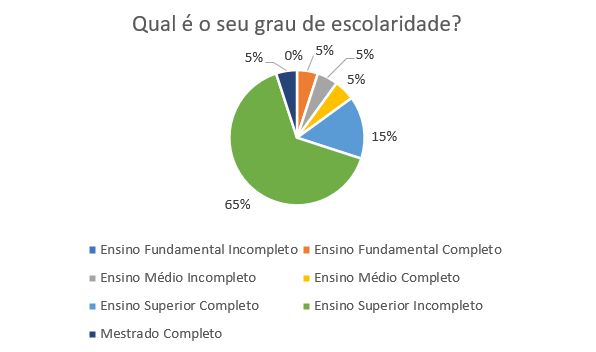 Qual é o seu grau de escolaridade?
5% 0% 5% 5%
5%
15%
65%
Ensino Fundamental Incompleto Ensino Fundamental Completo
Ensino Médio Incompleto Ensino Médio Completo
Ensino Superior Completo Ensino Superior Incompleto
Mestrado Completo